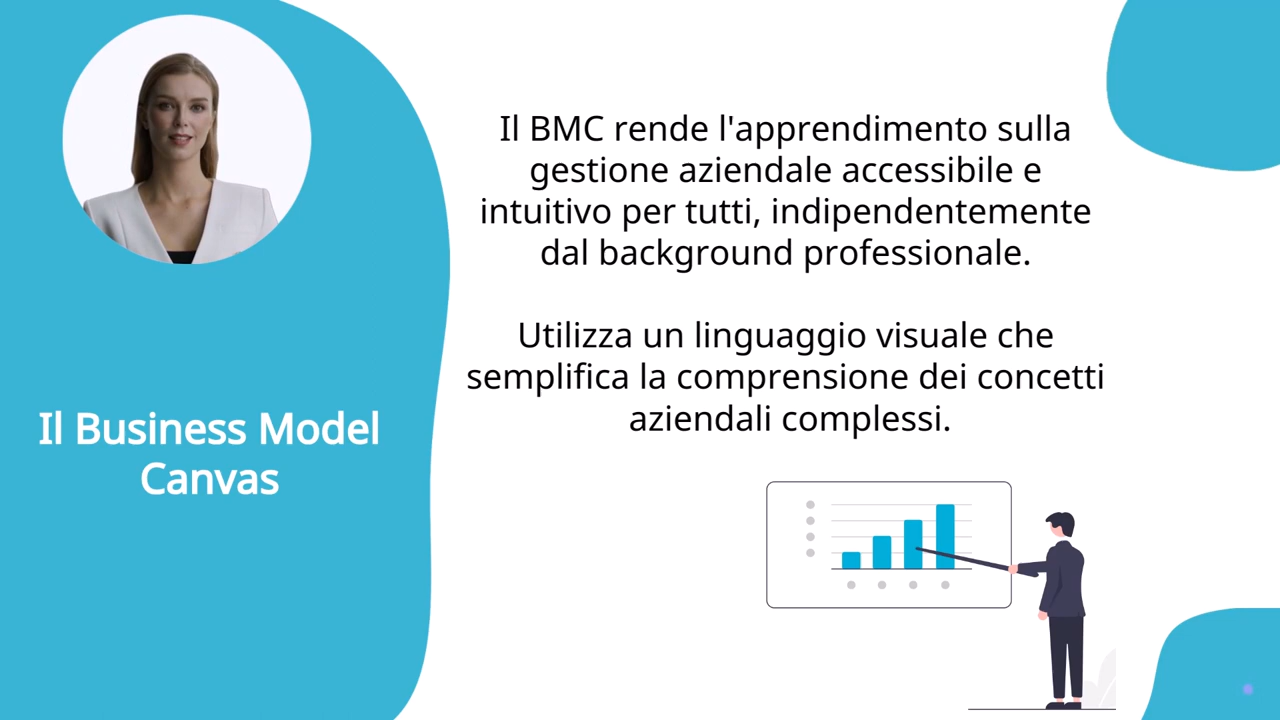 Il BMC rende l'apprendimento sulla
gestione aziendale accessibile e
intuitivo per tutti, indipendentemente
dal background professionale.
Utilizza un linguaggio visuale che
semplifica la comprensione dei concetti
aziendali complessi.
Il Business Model
Canvas